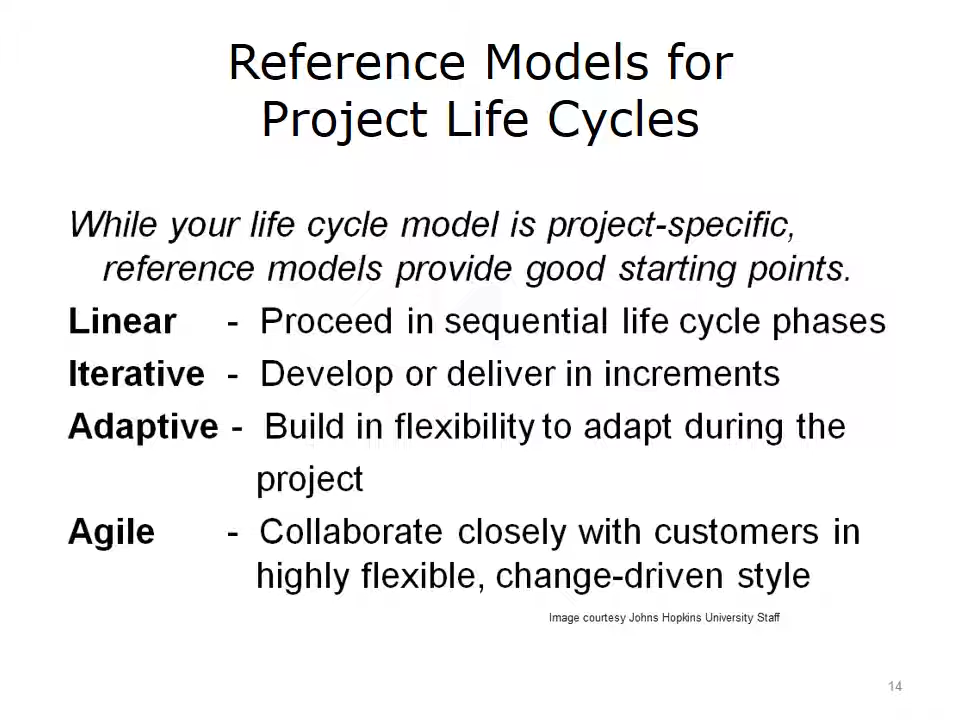 Reference Models for
Project Life Cycles
While your life cycle model is project-specific,
reference models provide good starting points.
Linear - Proceed in sequential life cycle phases
Iterative - Develop or deliver in increments
Adaptive - Build in flexibility to adapt during the
project
Agile - Collaborate closely with customers in
highly flexible, change-driven style
Image courtesy Johns Hopkins University Staff
14